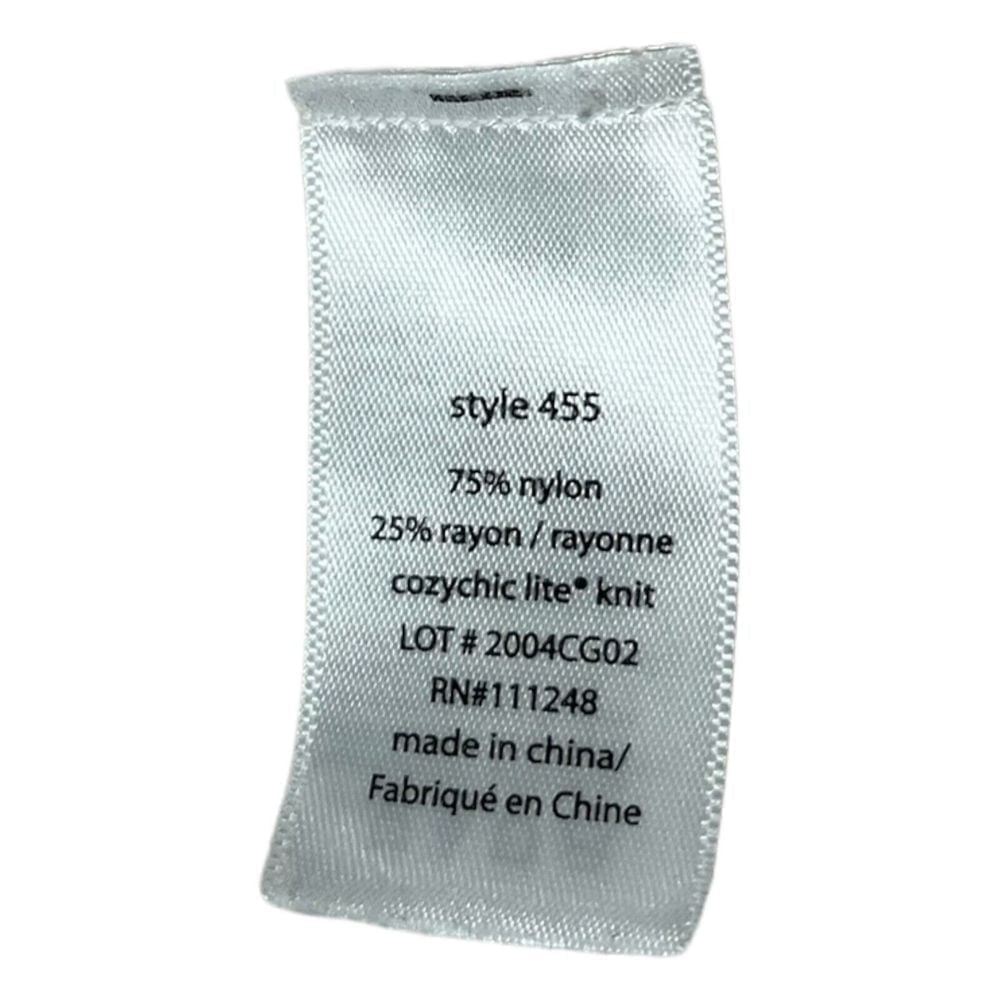 style 455
75% nylon
25% rayon / rayonne
cozychic lite® knit
LOT # 2004CG02
RN#111248
made in china/
Fabriqué en Chine